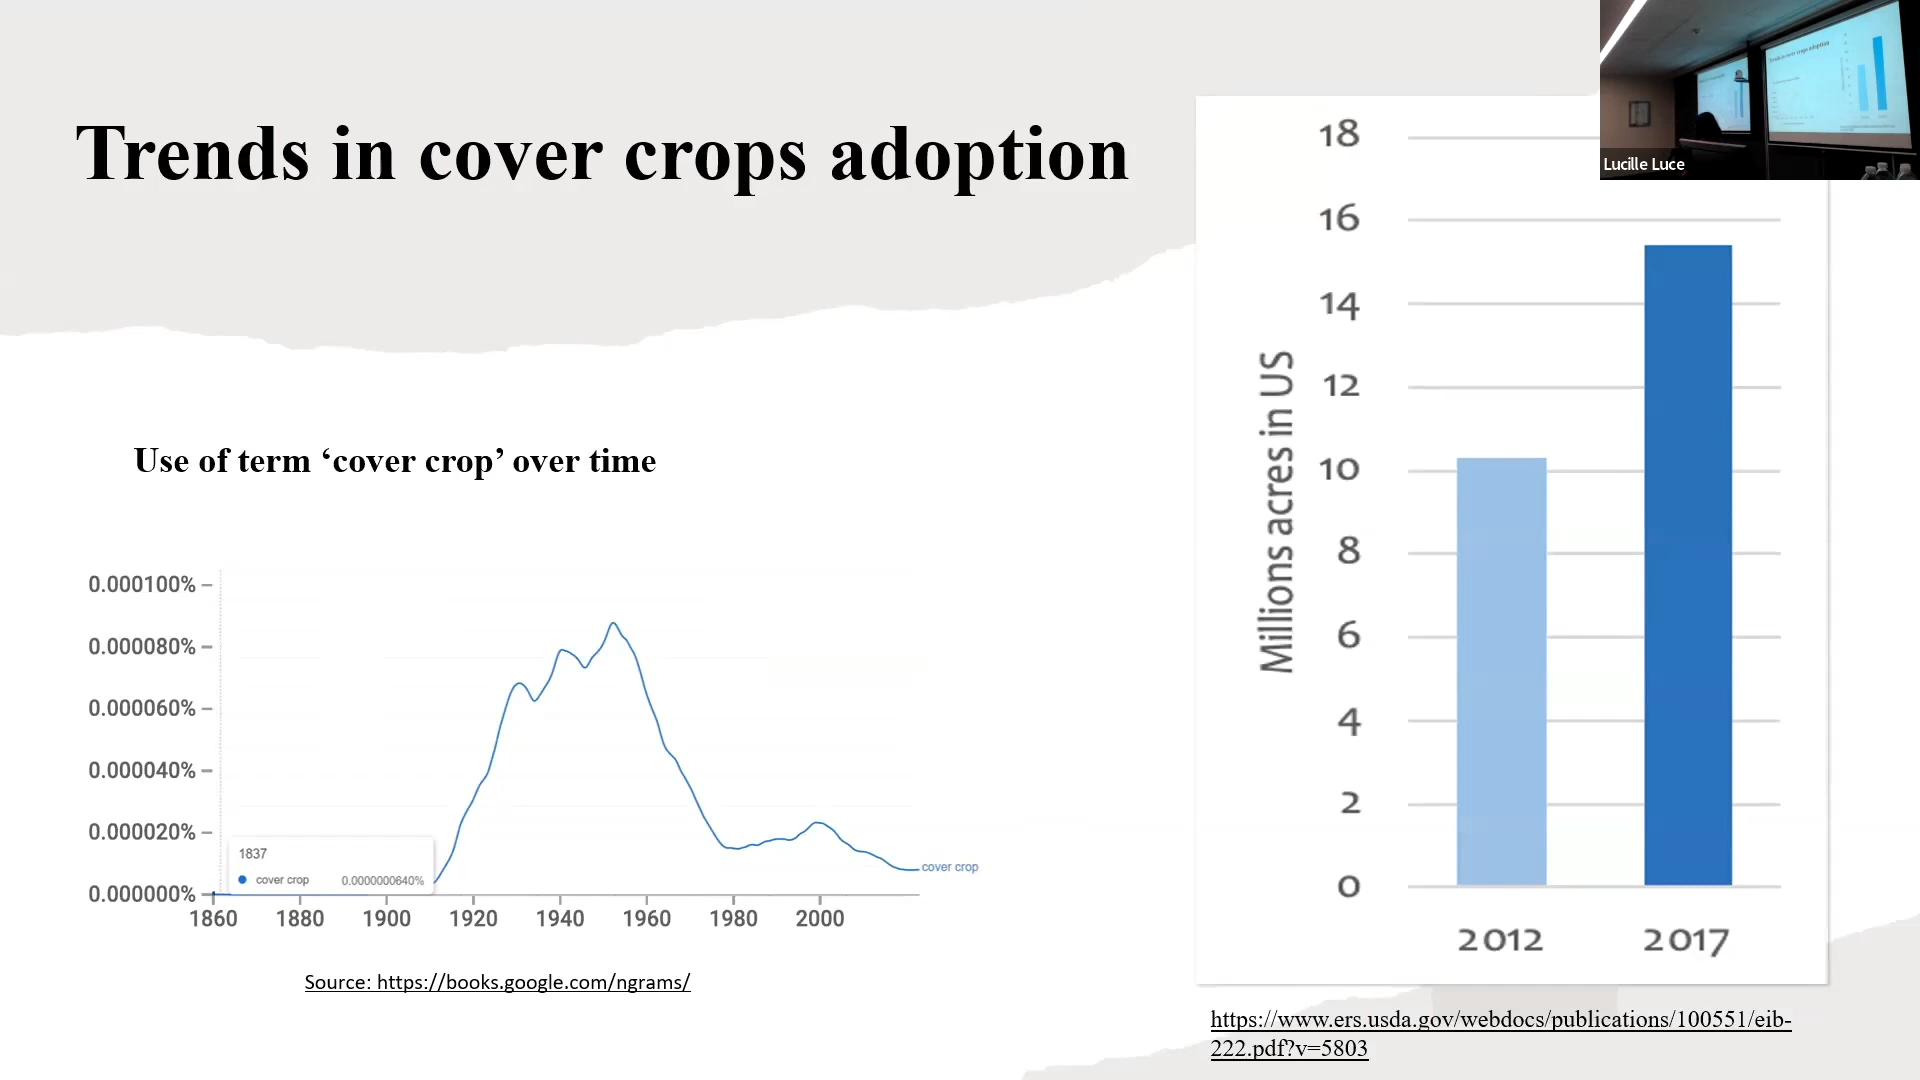 Trends in cover crops adoption
Lucille Luce
Use of term ‘cover crop’ over time
0.000100%
0.000080%
0.000060%
0.000040%
0.000020%
0.000000%
1837
cover crop 0.0000000640%
cover crop
1860 1880 1900 1920 1940 1960 1980 2000
Source: https://books.google.com/ngrams/
Millions acres in US
18
16
14
12
10
8
6
4
2
0
2012 2017
https://www.ers.usda.gov/webdocs/publications/100551/eib-
222.pdf?v=5803